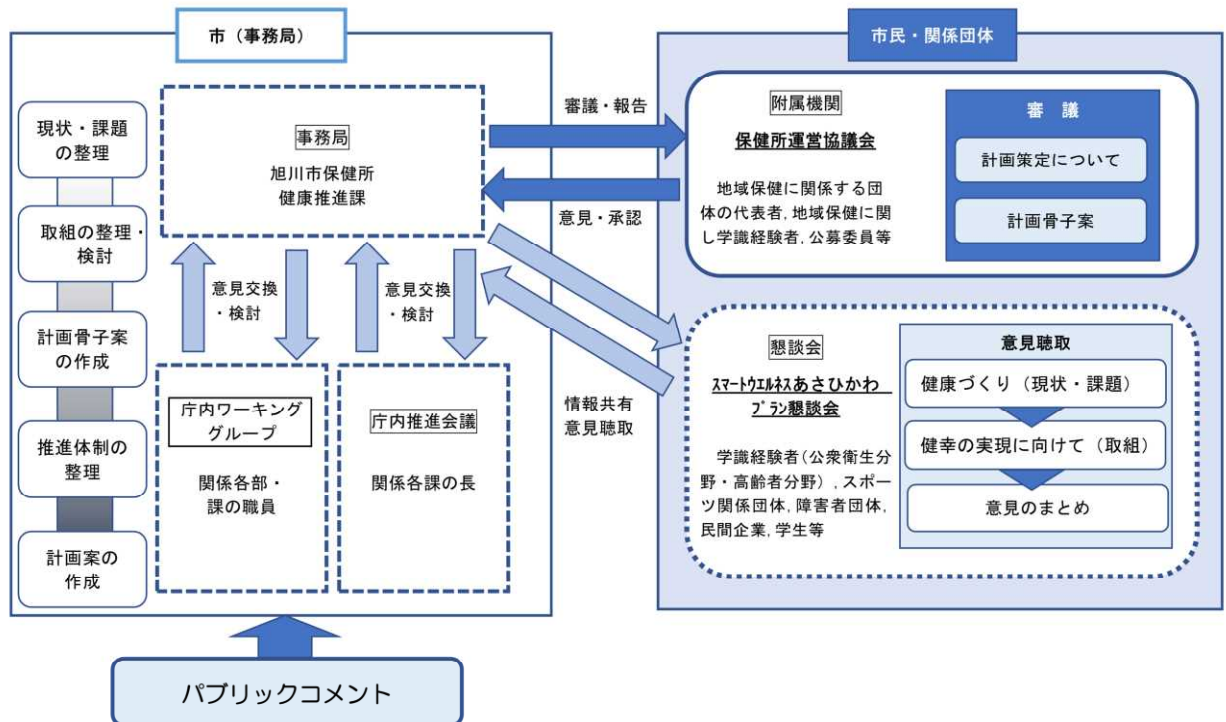 市（事務局）
現状・課題
の整理
取組の整理・
検討
計画骨子案
の作成
推進体制の
整理
計画案の
作成
事務局
旭川市保健所
健康推進課
意見交換
・検討
意見交換
・検討
庁内ワーキング
グループ
関係各部・
課の職員
庁内推進会議
関係各課の長
審議・報告
意見・承認
情報共有
意見聴取
市民・関係団体
附属機関
保健所運営協議会
地域保健に関係する団
体の代表者,地域保健に関
し学識経験者,公募委員等
審　議
計画策定について
計画骨子案
懇談会
ｽﾏｰﾄｳｴﾙﾈｽあさひかわ
ﾌﾟﾗﾝ懇談会
学識経験者（公衆衛生分
野・高齢者分野）,スポー
ツ関係団体,障害者団体,
民間企業,学生等
意見聴取
健康づくり（現状・課題）
健幸の実現に向けて（取組）
意見のまとめ
パブリックコメント